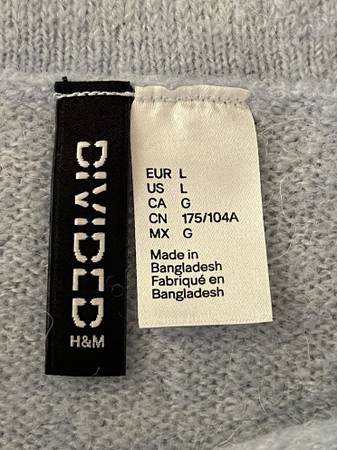 DIVIDED
H&M
EUR L
US L
CA G
CN 175/104A
MX G
Made in
Bangladesh
Fabriqué en
Bangladesh